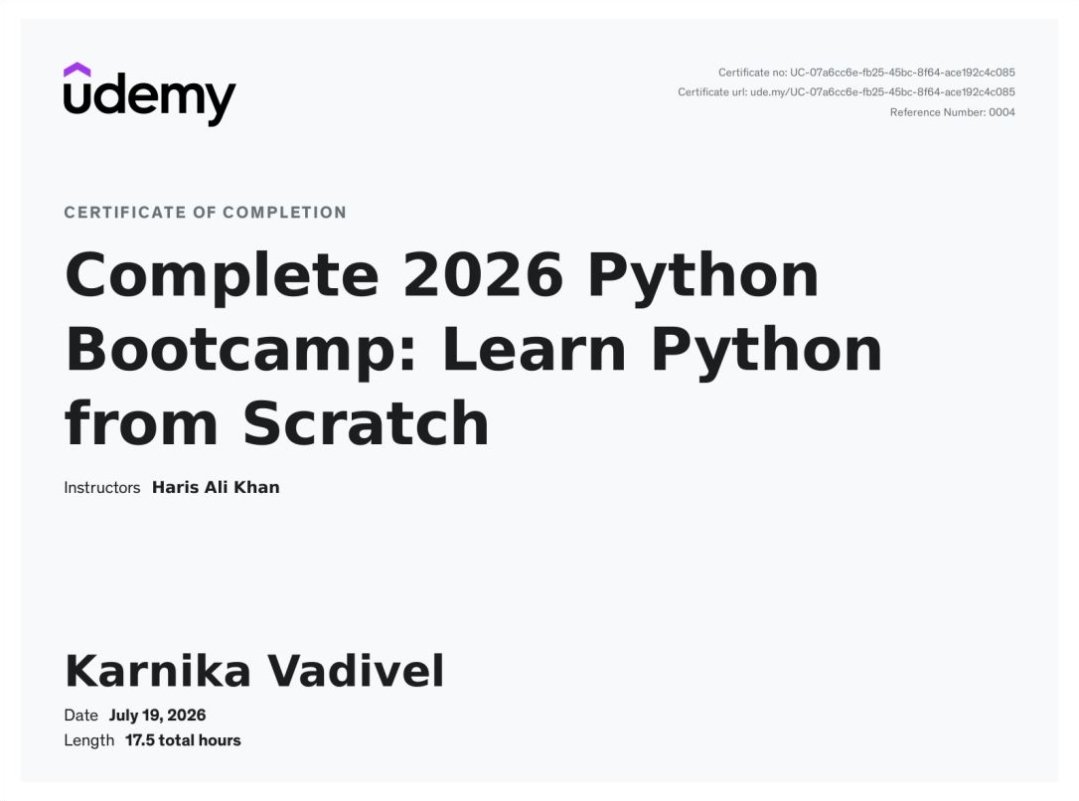 udemy
Certificate no: UC-07a6cc6e-fb25-45bc-8f64-ace192c4c085
Certificate url: ude.my/UC-07a6cc6e-fb25-45bc-8f64-ace192c4c085
Reference Number: 0004
CERTIFICATE OF COMPLETION
Complete 2026 Python
Bootcamp: Learn Python
from Scratch
Instructors Haris Ali Khan
Karnika Vadivel
Date July 19, 2026
Length 17.5 total hours